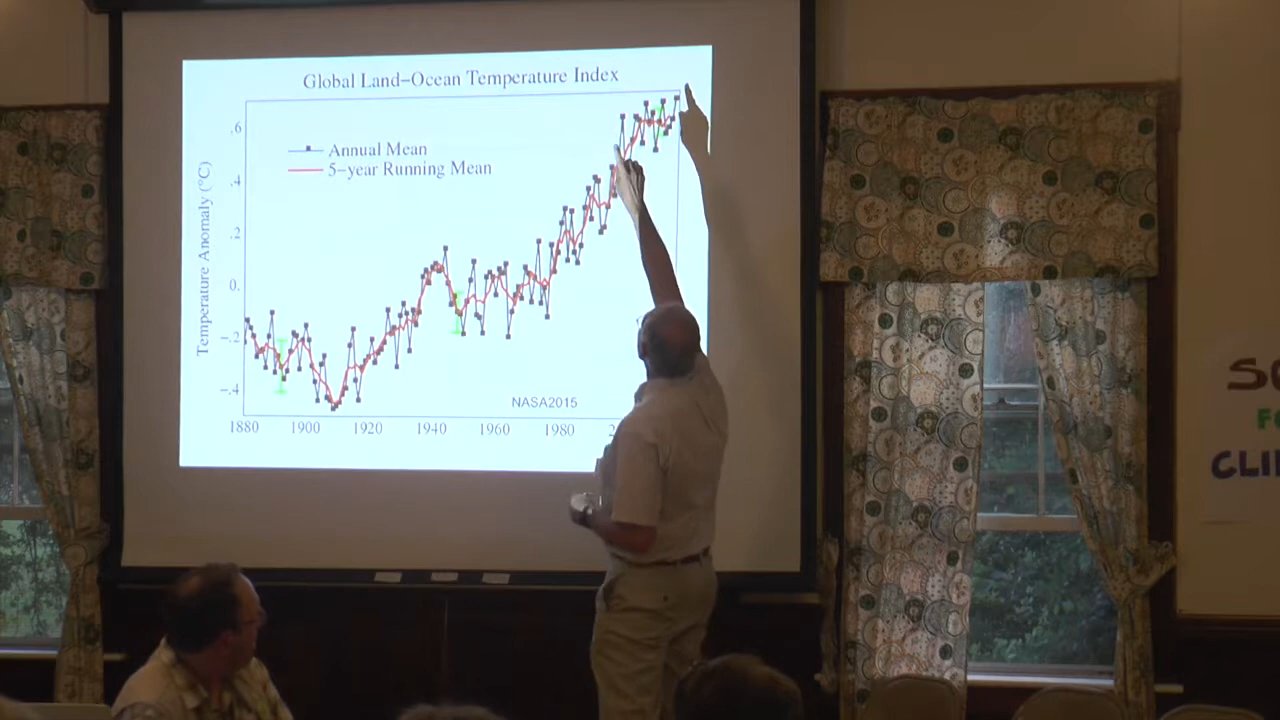 Global Land-Ocean Temperature Index
Annual Mean
5-year Running Mean
Temperature Anomaly (°C)
.6
.4
.2
0.
-.2
-.4
NASA2015
1880 1900 1920 1940 1960 1980